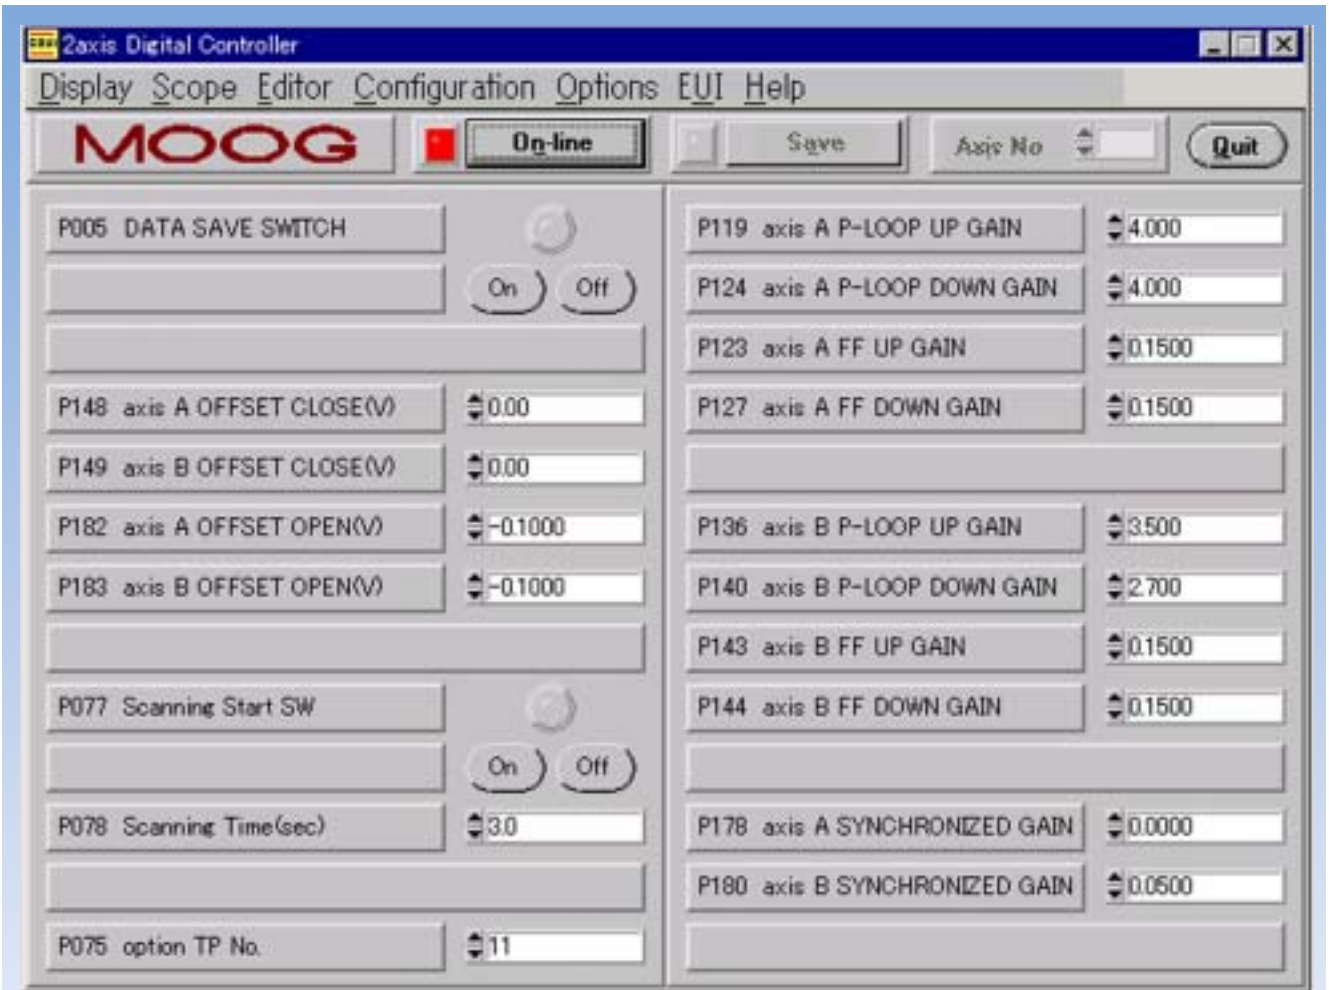 2axis Digital Controller
Display Scope Editor Configuration Options EUI Help
MOOG On-line Save Axis No Quit
P005 DATA SAVE SWITCH
On Off
P148 axis A OFFSET CLOSE(V) 0.00
P149 axis B OFFSET CLOSE(V) 0.00
P182 axis A OFFSET OPEN(V) -0.1000
P183 axis B OFFSET OPEN(V) -0.1000
P077 Scanning Start SW
On Off
P078 Scanning Time(sec) 3.0
P075 option TP No. 11
P119 axis A P-LOOP UP GAIN 4.000
P124 axis A P-LOOP DOWN GAIN 4.000
P123 axis A FF UP GAIN 0.1500
P127 axis A FF DOWN GAIN 0.1500
P136 axis B P-LOOP UP GAIN 3.500
P140 axis B P-LOOP DOWN GAIN 2.700
P143 axis B FF UP GAIN 0.1500
P144 axis B FF DOWN GAIN 0.1500
P178 axis A SYNCHRONIZED GAIN 0.0000
P180 axis B SYNCHRONIZED GAIN 0.0500